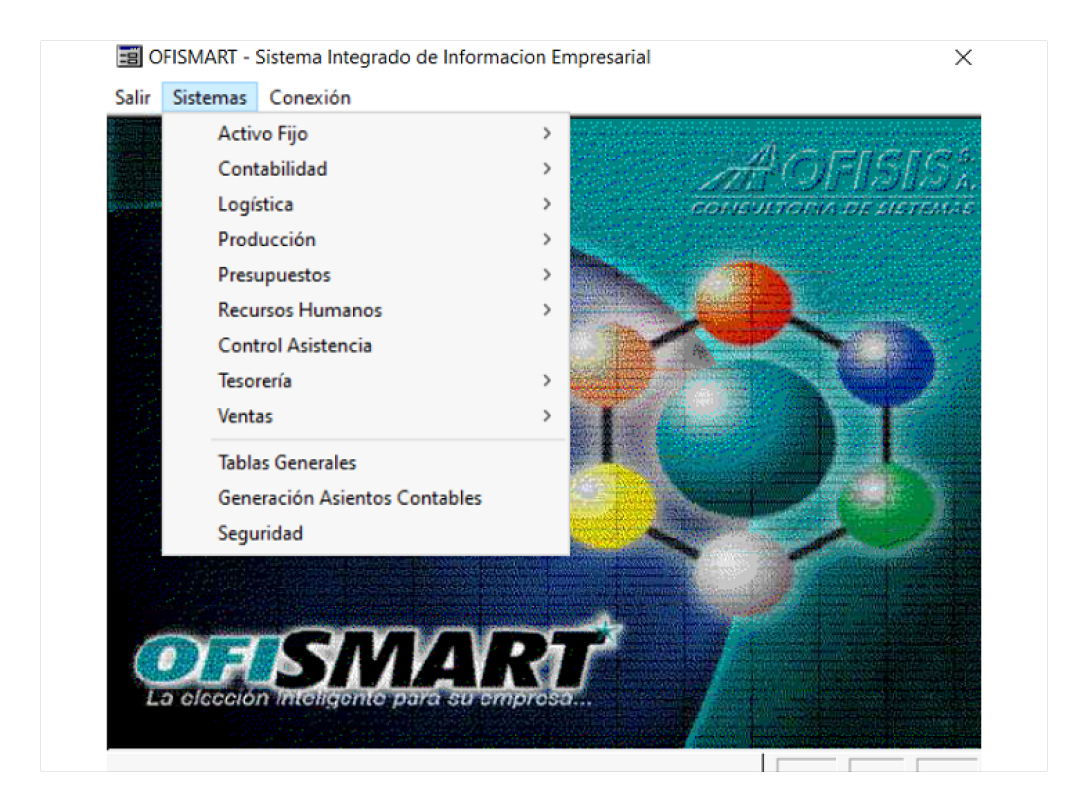 OFISMART - Sistema Integrado de Informacion Empresarial
Salir Sistemas Conexión
Activo Fijo
Contabilidad
Logística
Producción
Presupuestos
Recursos Humanos
Control Asistencia
Tesorería
Ventas
Tablas Generales
Generación Asientos Contables
Seguridad
OFISIS S.A.
CONSULTORIA DE SISTEMAS
OFISMART
La elección inteligente para su empresa...